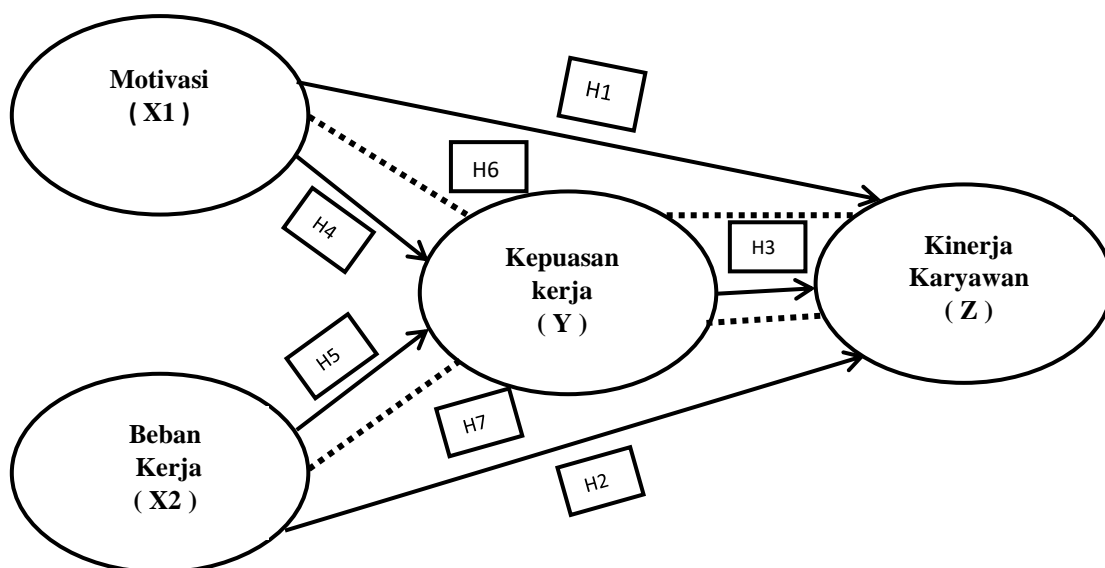 Motivasi
( X1 )
H1
H6
H4
Kepuasan
kerja
( Y )
H3
Kinerja
Karyawan
( Z )
H5
Beban
Kerja
( X2 )
H7
H2